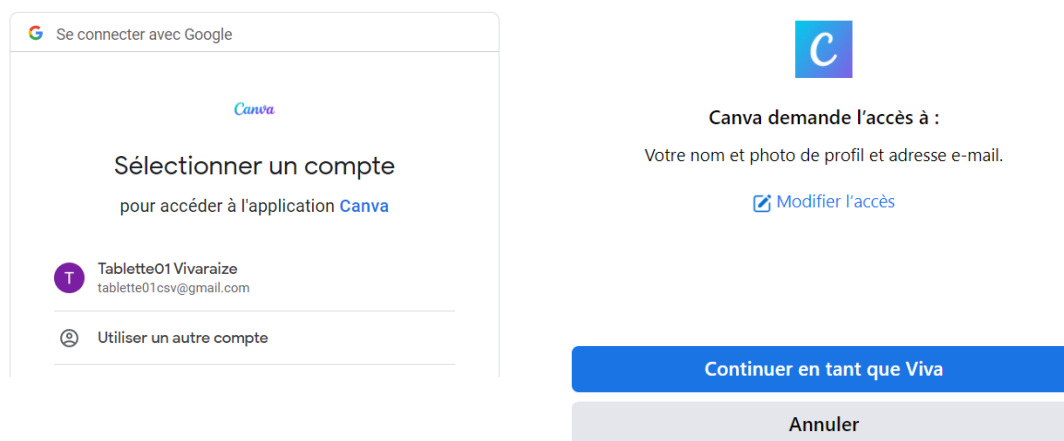 Se connecter avec Google
Canva
Sélectionner un compte
pour accéder à l'application Canva
T
Tablette01 Vivaraize
tablette01csv@gmail.com
Utiliser un autre compte
C
Canva demande l’accès à :
Votre nom et photo de profil et adresse e-mail.
Modifier l’accès
Continuer en tant que Viva
Annuler